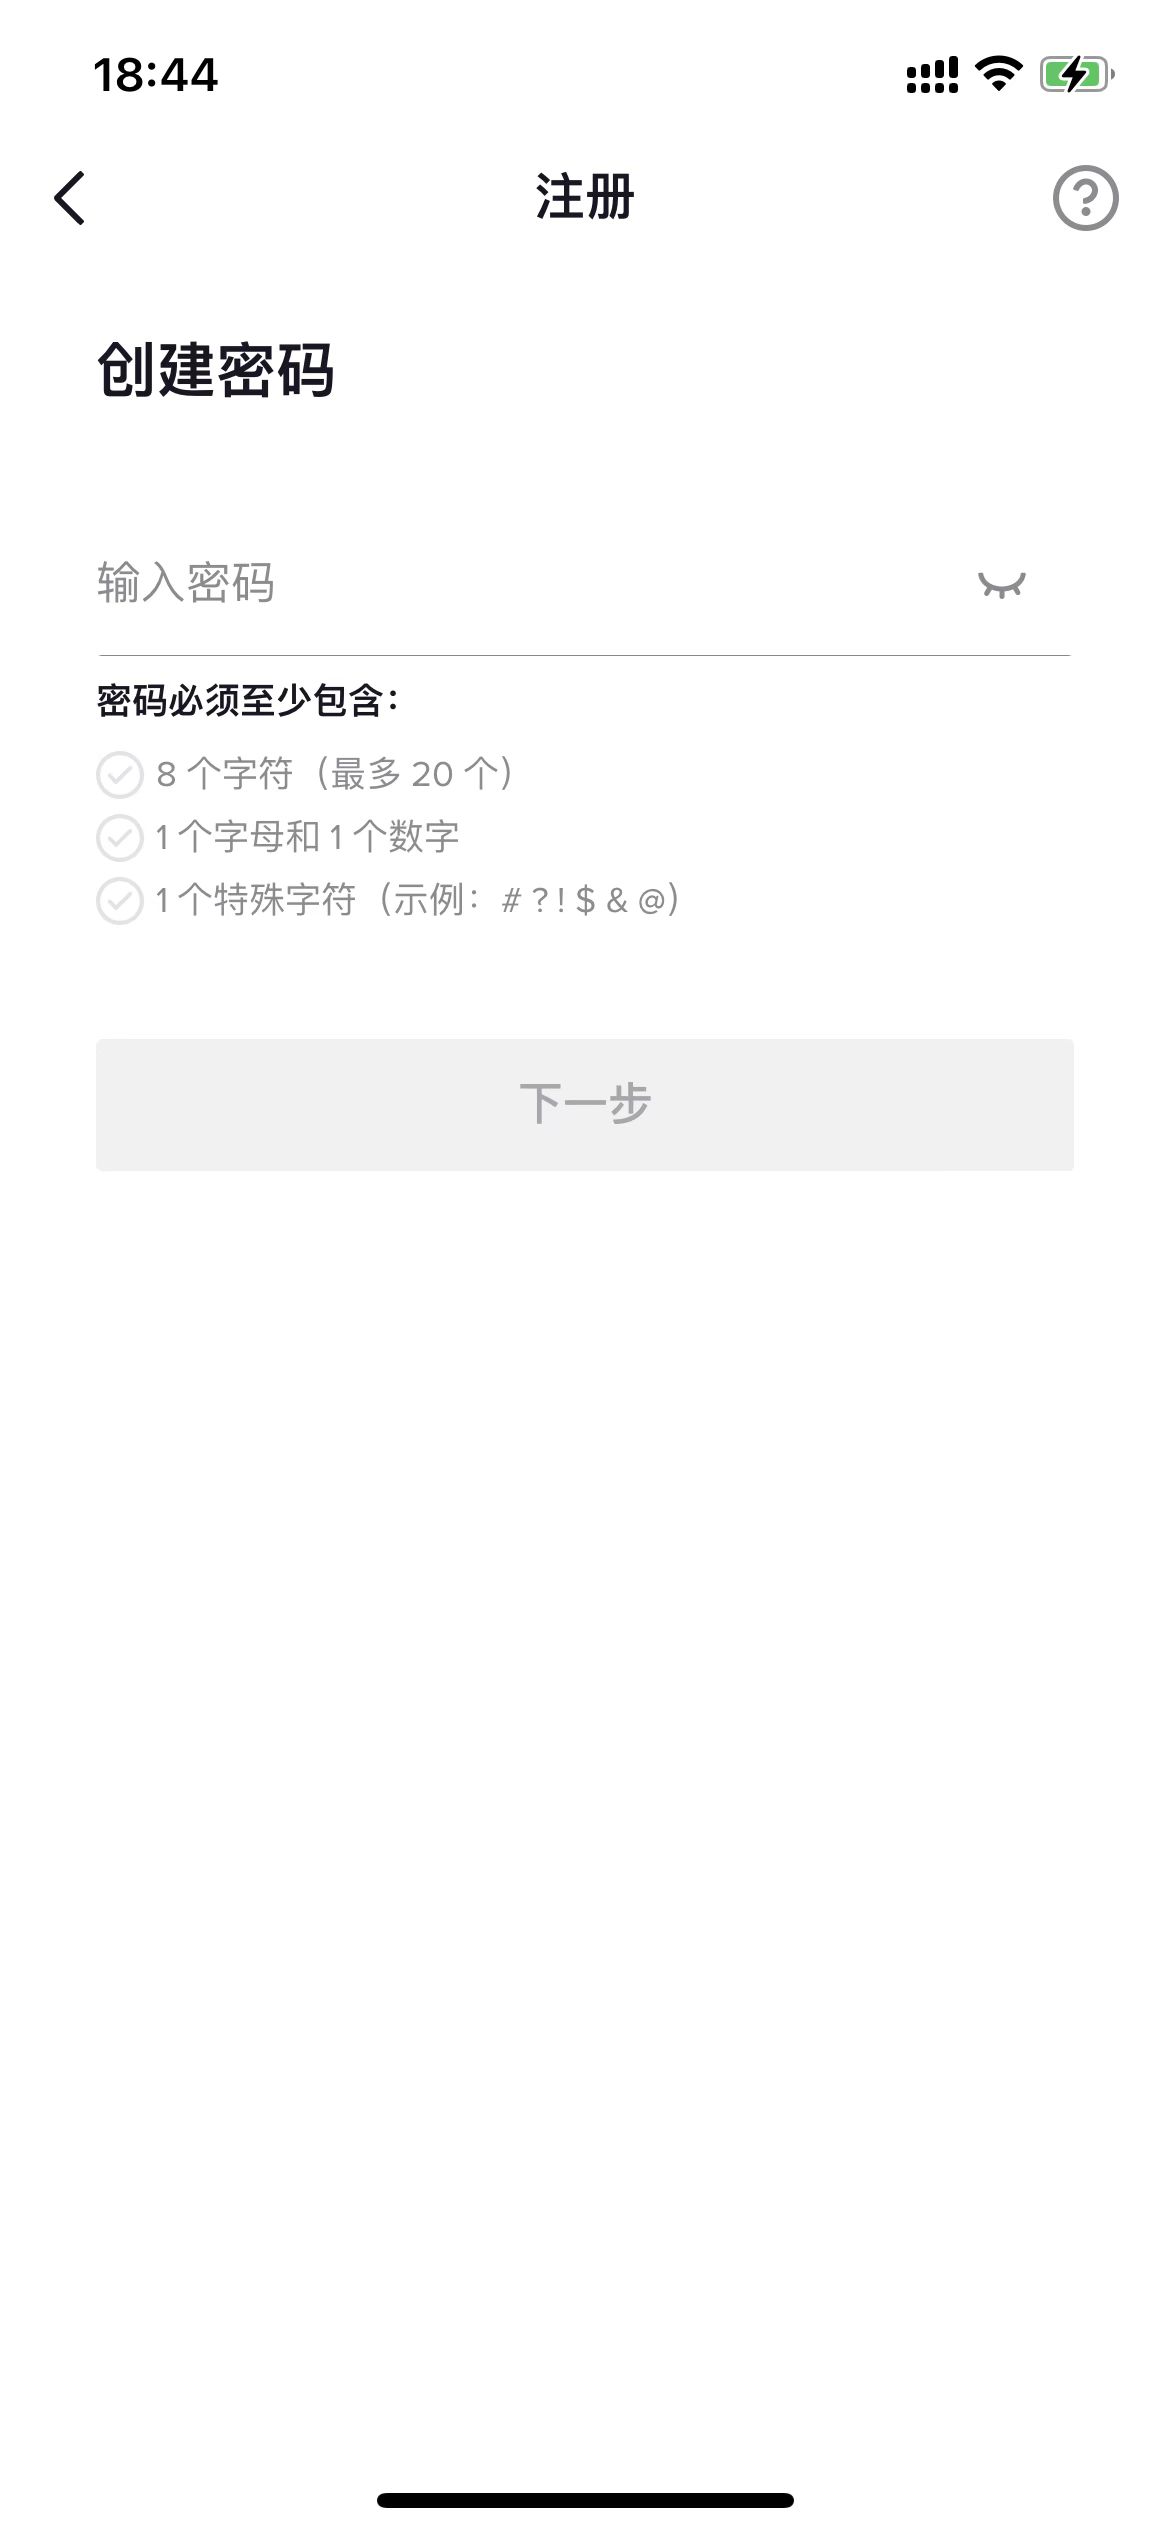 18:44
注册
创建密码
输入密码
密码必须至少包含：
8 个字符（最多 20 个）
1 个字母和 1 个数字
1 个特殊字符（示例：# ? ! $ & @）
下一步